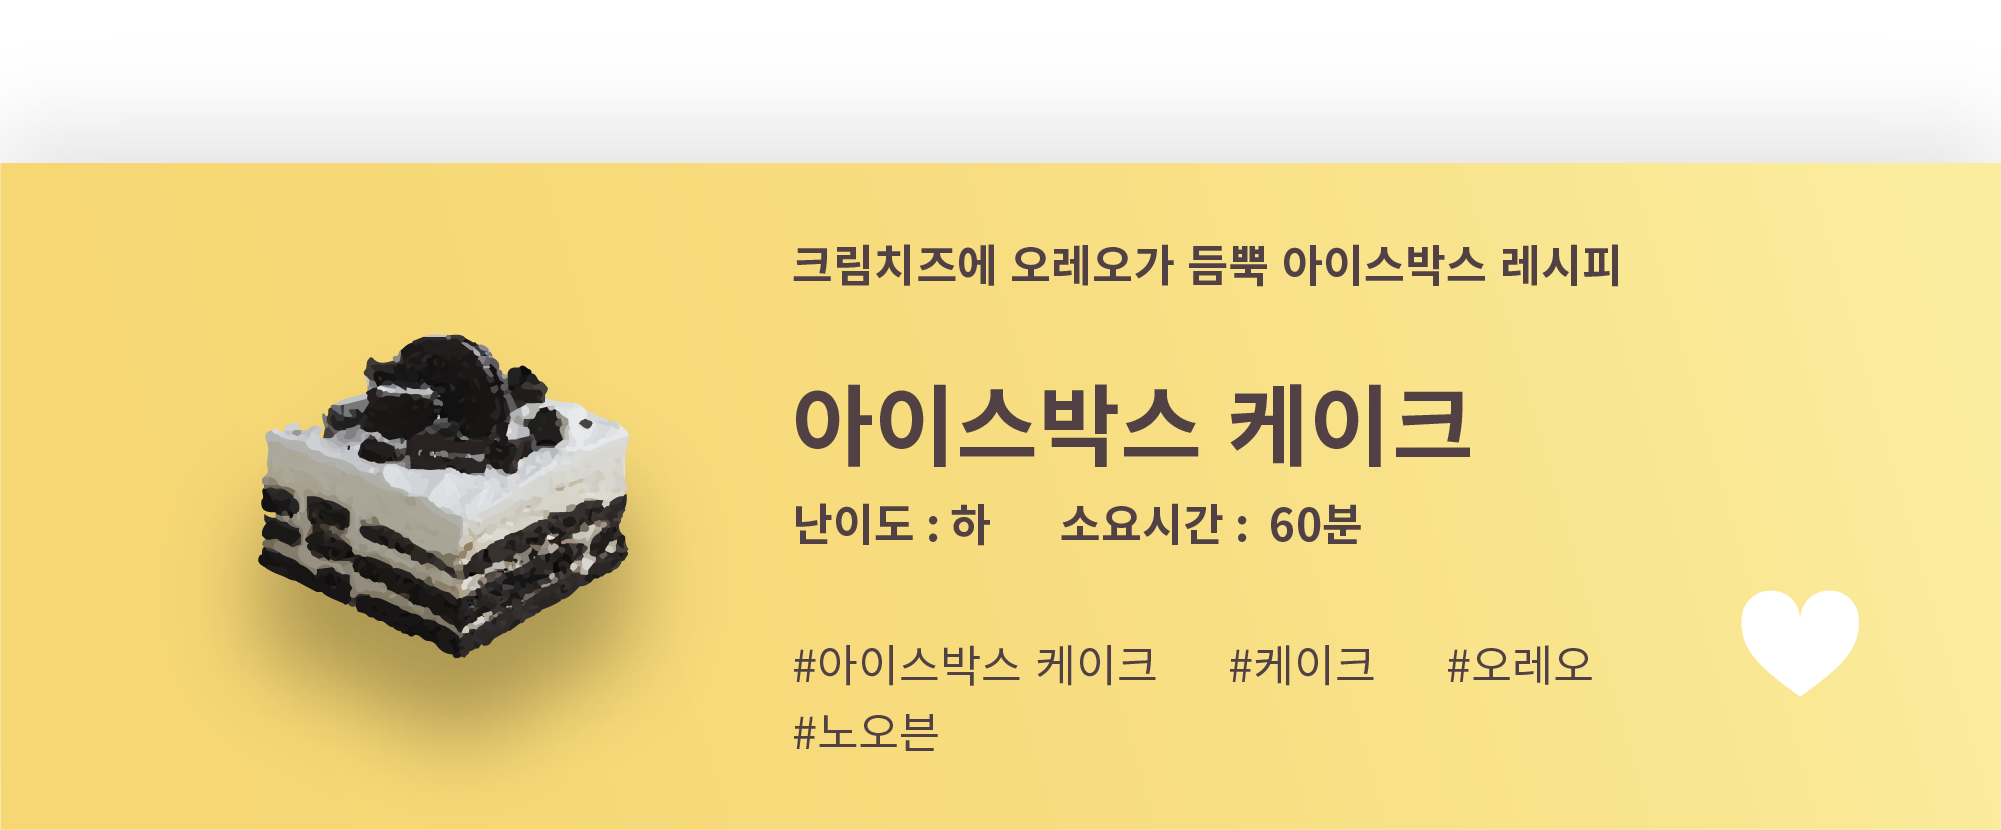 크림치즈에 오레오가 듬뿍 아이스박스 레시피
아이스박스 케이크
난이도 : 하 소요시간 : 60분
#아이스박스 케이크 #케이크 #오레오
#노오븐